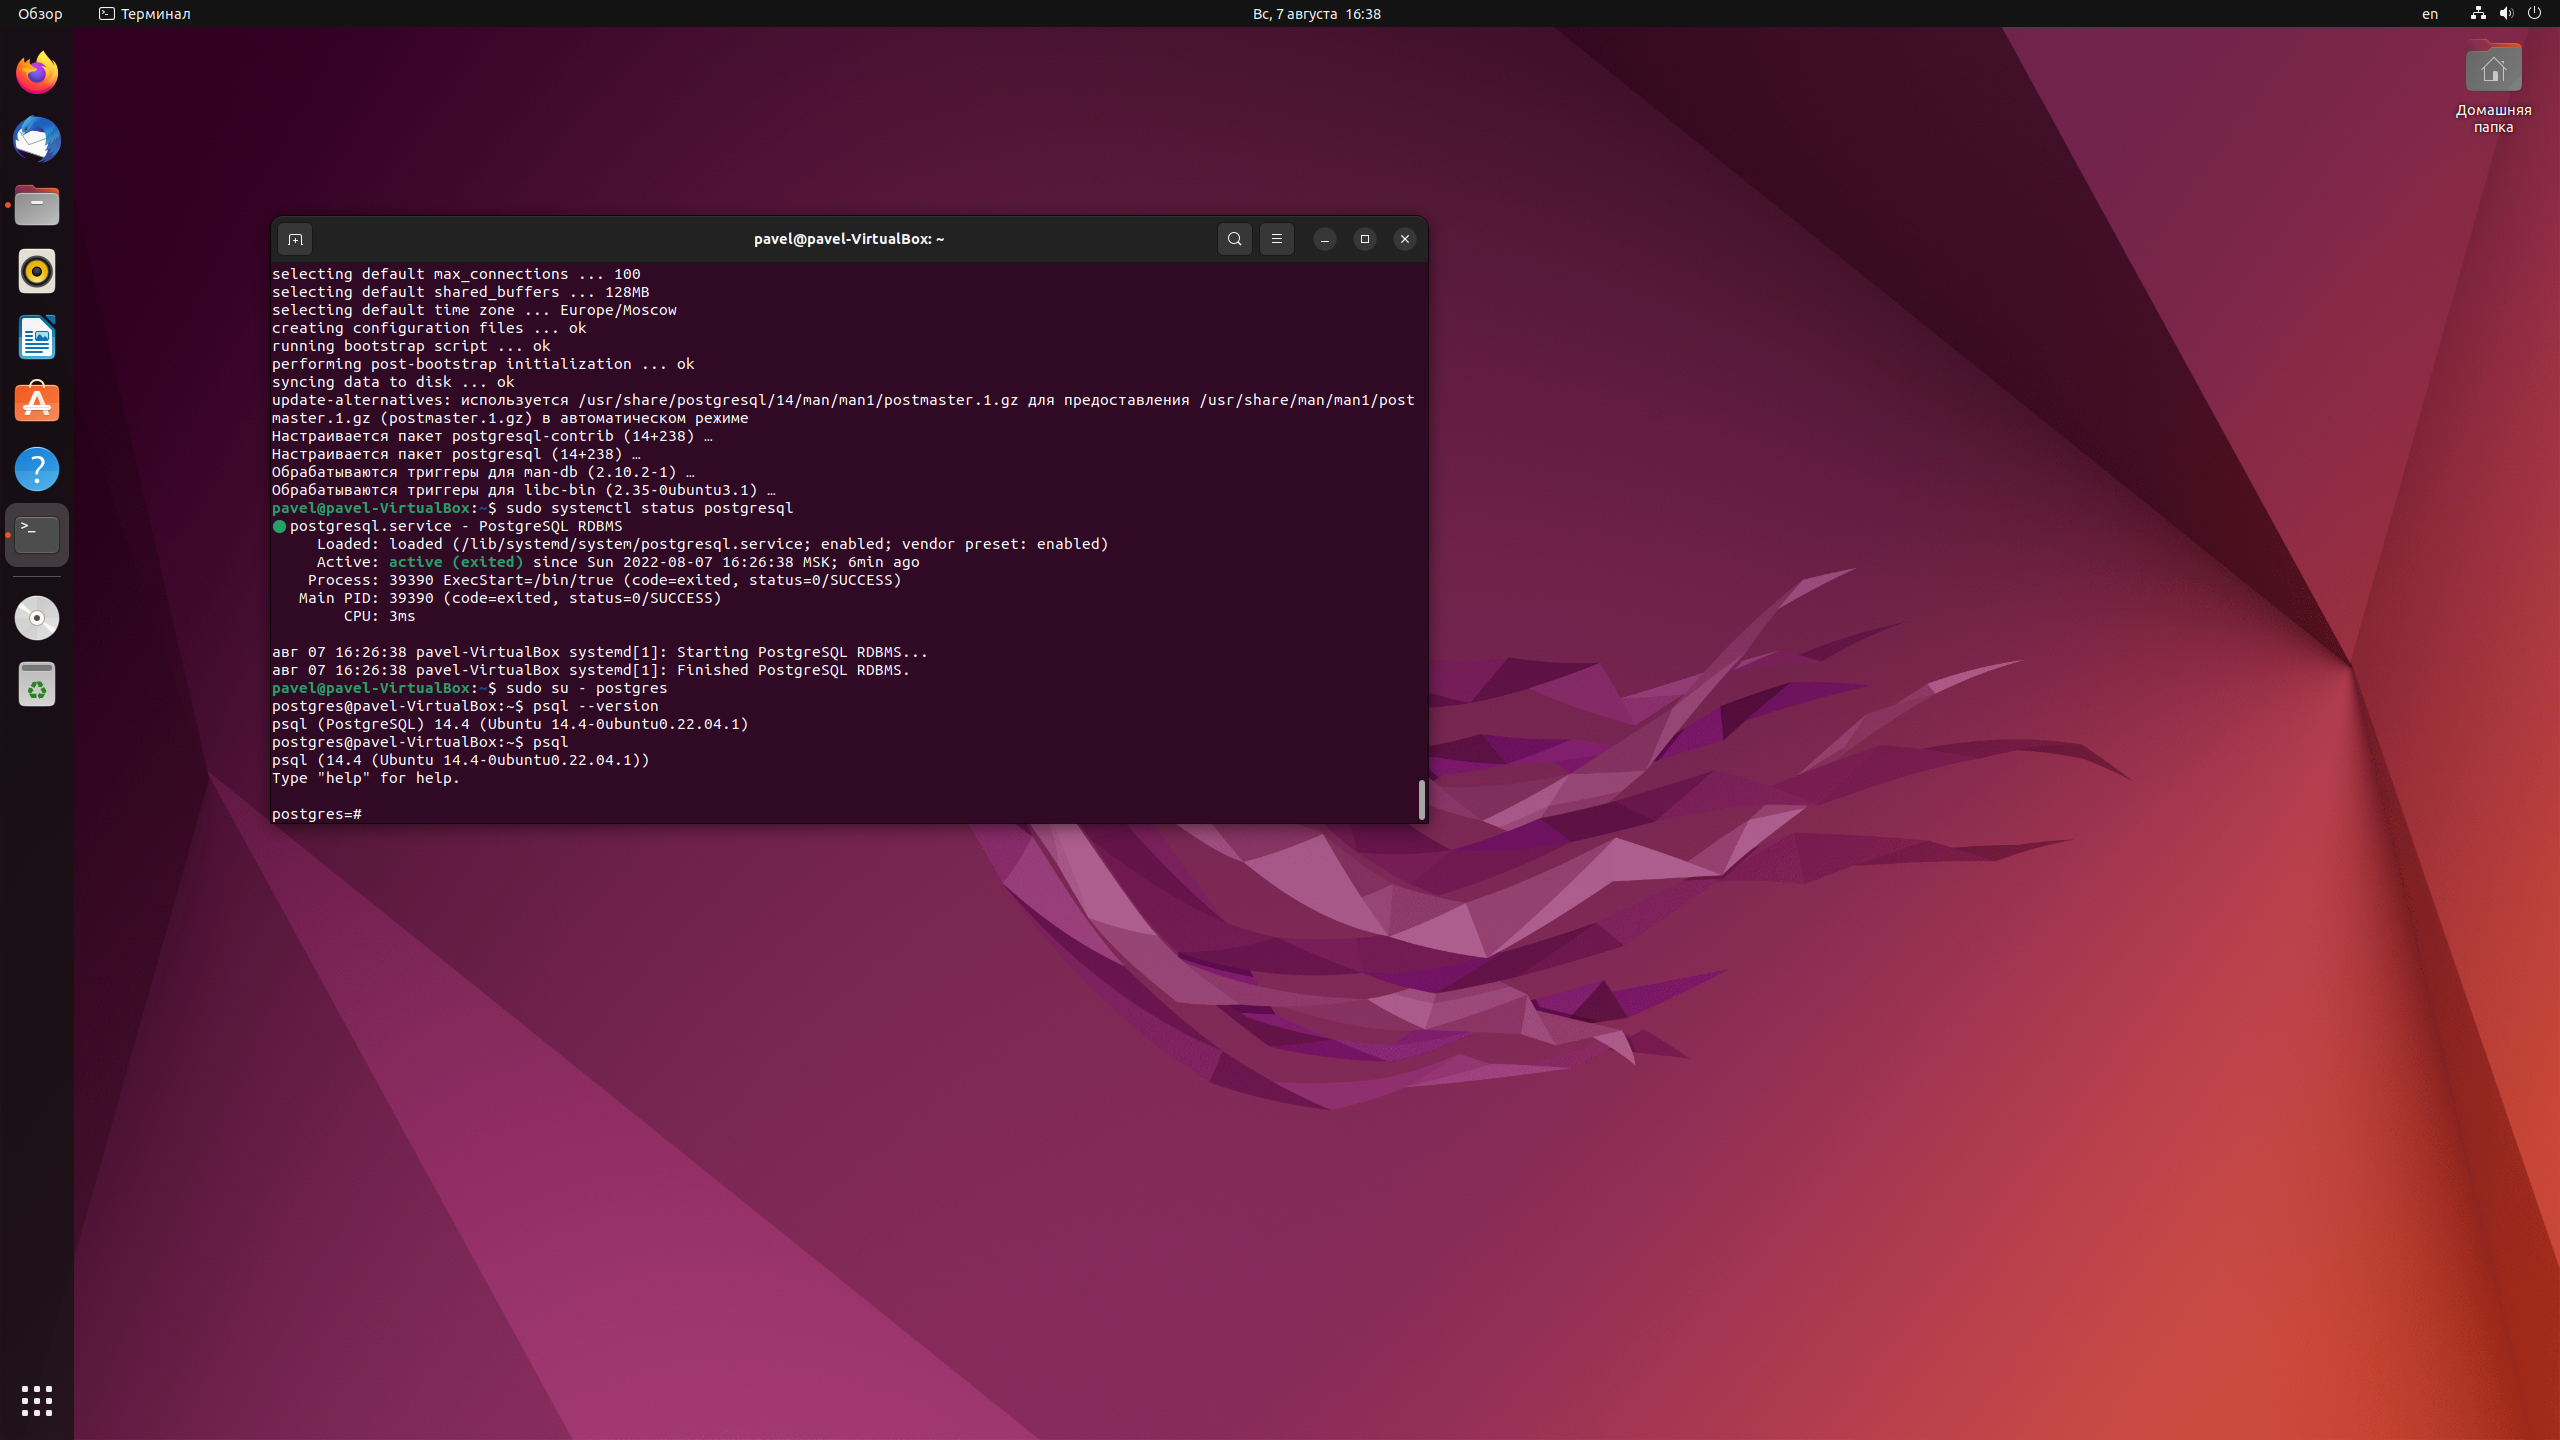 Обзор
Терминал
Вс, 7 августа 16:38
en
Домашняя
папка
pavel@pavel-VirtualBox: ~
selecting default max_connections ... 100
selecting default shared_buffers ... 128MB
selecting default time zone ... Europe/Moscow
creating configuration files ... ok
running bootstrap script ... ok
performing post-bootstrap initialization ... ok
syncing data to disk ... ok
update-alternatives: используется /usr/share/postgresql/14/man/man1/postmaster.1.gz для предоставления /usr/share/man/man1/post
master.1.gz (postmaster.1.gz) в автоматическом режиме
Настраивается пакет postgresql-contrib (14+238) …
Настраивается пакет postgresql (14+238) …
Обрабатываются триггеры для man-db (2.10.2-1) …
Обрабатываются триггеры для libc-bin (2.35-0ubuntu3.1) …
pavel@pavel-VirtualBox:~$ sudo systemctl status postgresql
● postgresql.service - PostgreSQL RDBMS
     Loaded: loaded (/lib/systemd/system/postgresql.service; enabled; vendor preset: enabled)
     Active: active (exited) since Sun 2022-08-07 16:26:38 MSK; 6min ago
    Process: 39390 ExecStart=/bin/true (code=exited, status=0/SUCCESS)
   Main PID: 39390 (code=exited, status=0/SUCCESS)
        CPU: 3ms
авг 07 16:26:38 pavel-VirtualBox systemd[1]: Starting PostgreSQL RDBMS...
авг 07 16:26:38 pavel-VirtualBox systemd[1]: Finished PostgreSQL RDBMS.
pavel@pavel-VirtualBox:~$ sudo su - postgres
postgres@pavel-VirtualBox:~$ psql --version
psql (PostgreSQL) 14.4 (Ubuntu 14.4-0ubuntu0.22.04.1)
postgres@pavel-VirtualBox:~$ psql
psql (14.4 (Ubuntu 14.4-0ubuntu0.22.04.1))
Type "help" for help.
postgres=#